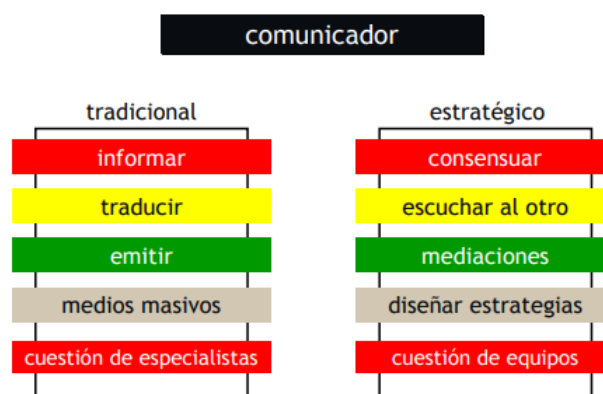 comunicador
tradicional
informar
traducir
emitir
medios masivos
cuestión de especialistas
estratégico
consensuar
escuchar al otro
mediaciones
diseñar estrategias
cuestión de equipos